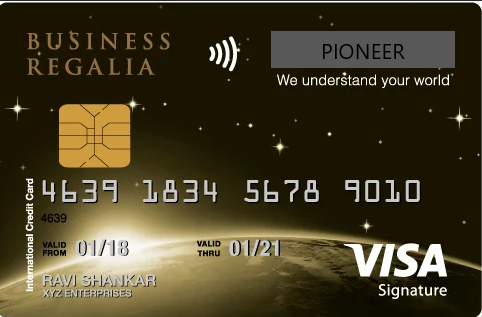 BUSINESS
REGALIA
PIONEER
We understand your world
International Credit Card
4639 1834 5678 9010
4639
VALID FROM 01/18 VALID THRU 01/21
RAVI SHANKAR
XYZ ENTERPRISES
VISA
Signature